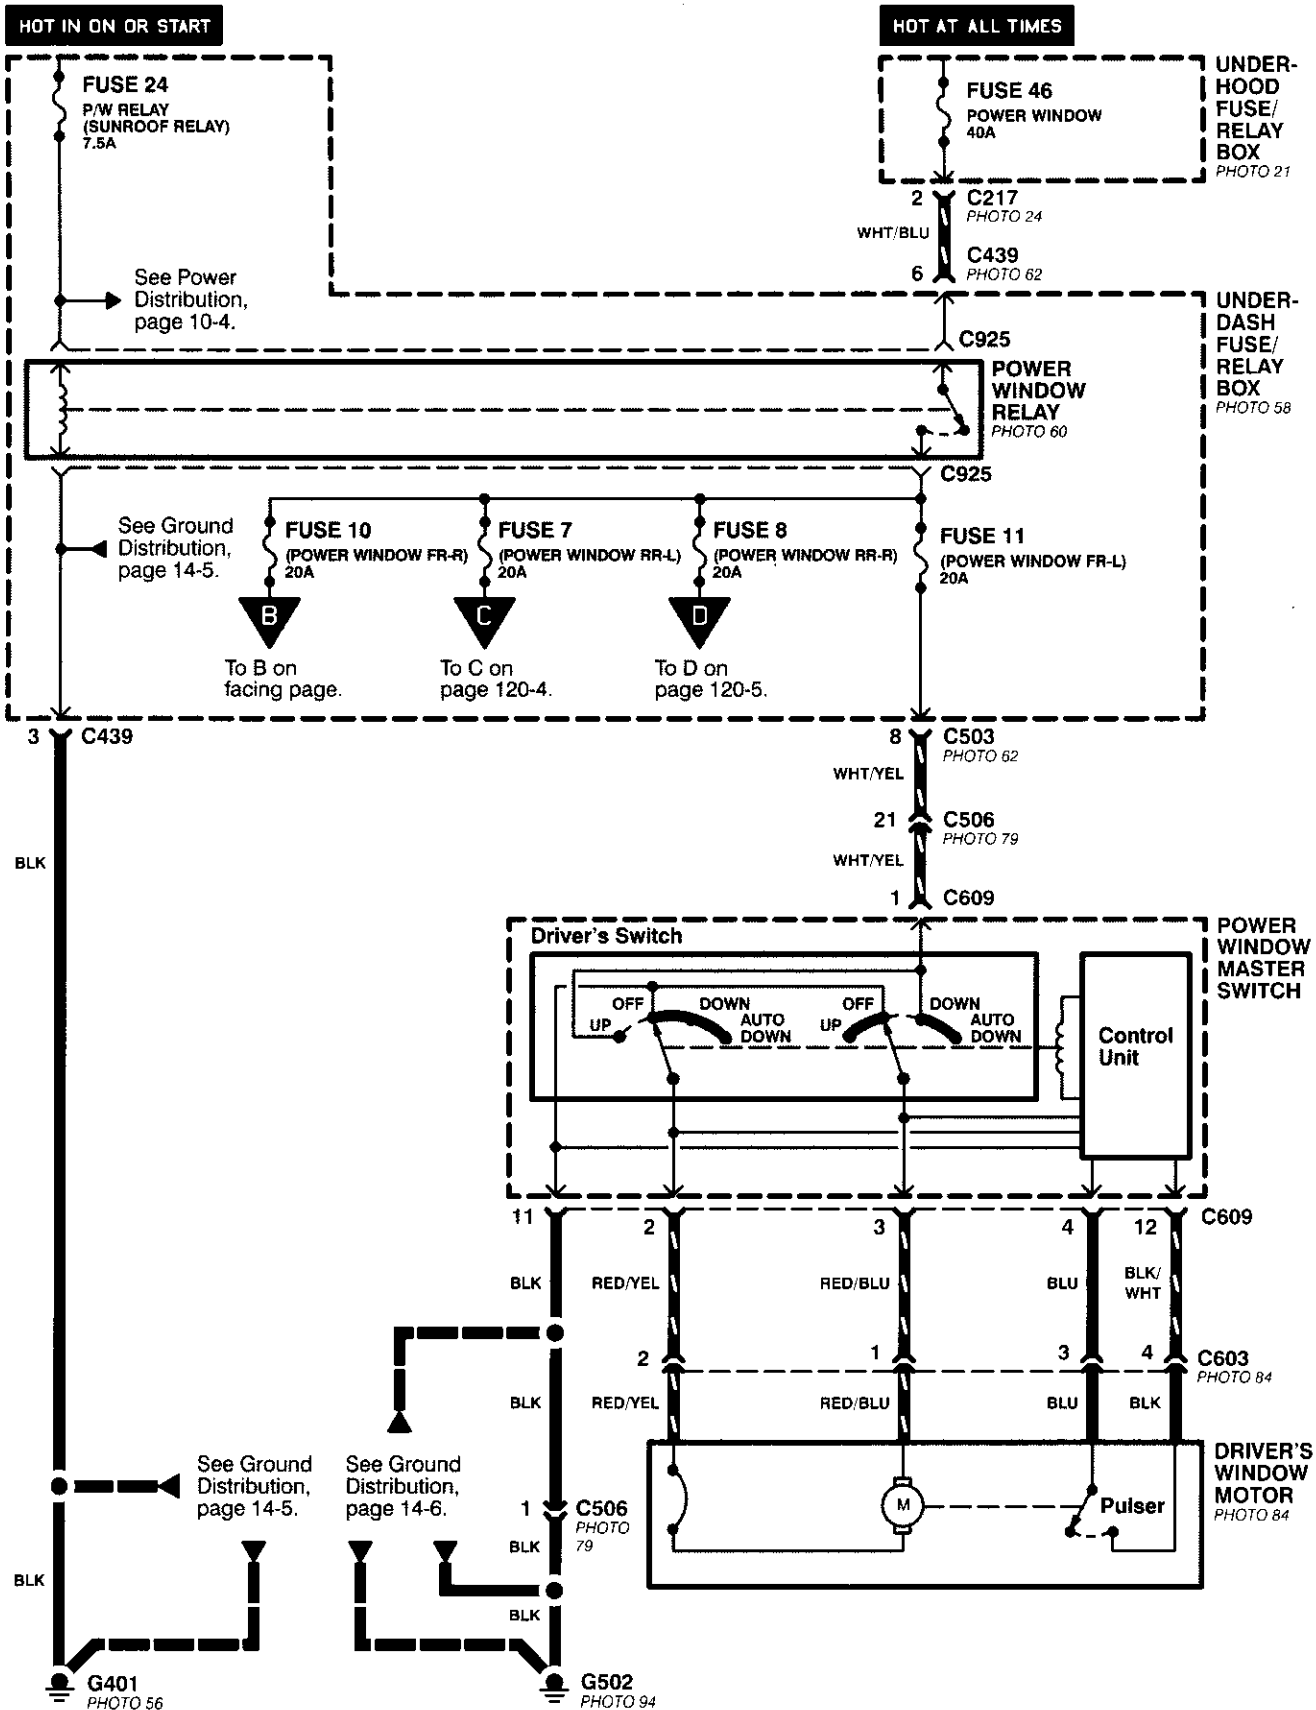 HOT IN ON OR START
HOT AT ALL TIMES
FUSE 24
P/W RELAY
(SUNROOF RELAY)
7.5A
FUSE 46
POWER WINDOW
40A
UNDER-
HOOD
FUSE/
RELAY
BOX
PHOTO 21
2
C217
PHOTO 24
WHT/BLU
6
C439
PHOTO 62
See Power
Distribution,
page 10-4.
UNDER-
DASH
FUSE/
RELAY
BOX
PHOTO 58
C925
POWER
WINDOW
RELAY
PHOTO 60
C925
See Ground
Distribution,
page 14-5.
FUSE 10
(POWER WINDOW FR-R)
20A
FUSE 7
(POWER WINDOW RR-L)
20A
FUSE 8
(POWER WINDOW RR-R)
20A
FUSE 11
(POWER WINDOW FR-L)
20A
B
C
D
To B on
facing page.
To C on
page 120-4.
To D on
page 120-5.
3
C439
8
C503
PHOTO 62
WHT/YEL
21
C506
PHOTO 79
BLK
WHT/YEL
1
C609
Driver's Switch
POWER
WINDOW
MASTER
SWITCH
OFF
DOWN
UP
AUTO
DOWN
OFF
DOWN
UP
AUTO
DOWN
Control
Unit
11
2
3
4
12
C609
BLK
RED/YEL
RED/BLU
BLU
BLK/
WHT
2
1
3
4
C603
PHOTO 84
BLK
RED/YEL
RED/BLU
BLU
BLK
See Ground
Distribution,
page 14-5.
See Ground
Distribution,
page 14-6.
1
C506
PHOTO
79
M
Pulser
DRIVER'S
WINDOW
MOTOR
PHOTO 84
BLK
BLK
BLK
G401
PHOTO 56
G502
PHOTO 94